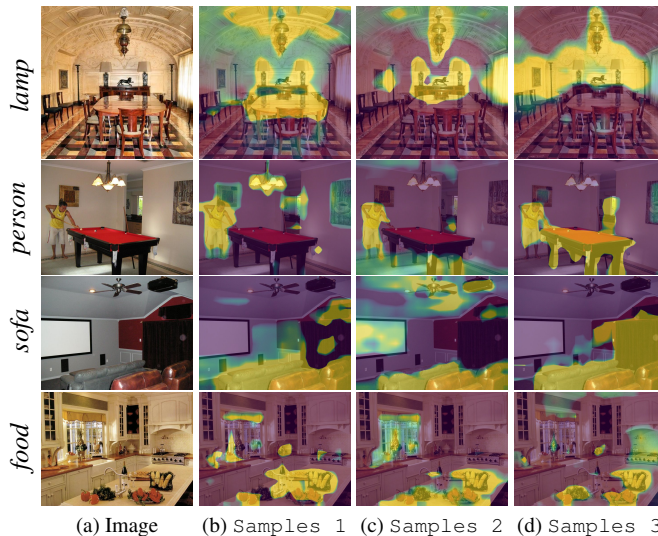 lamp
person
sofa
food
(a) Image
(b) Samples 1
(c) Samples 2
(d) Samples 3